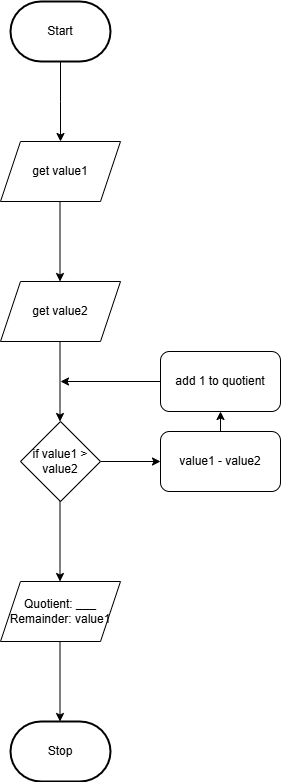 Start
get value1
get value2
add 1 to quotient
if value1 >
value2
value1 - value2
Quotient: ___
Remainder: value1
Stop